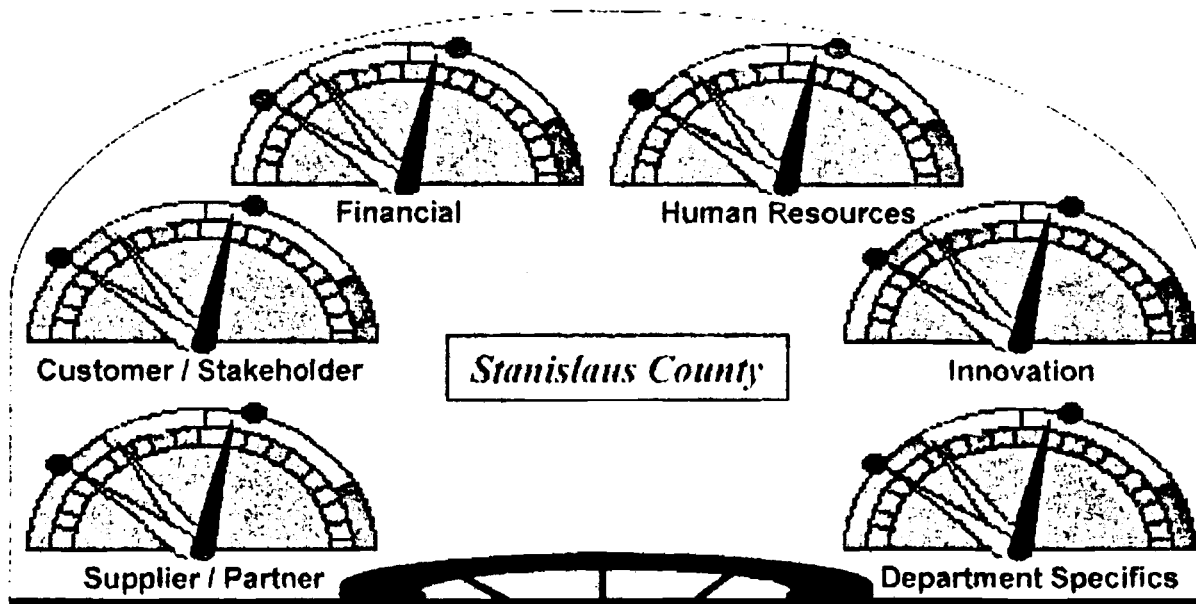 Financial
Human Resources
Customer / Stakeholder
Stanislaus County
Innovation
Supplier / Partner
Department Specifics